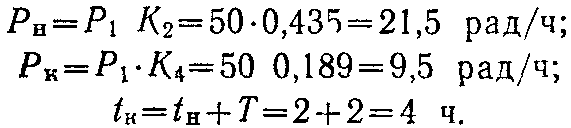 Pн=P₁ K₂=50·0,435=21,5 рад/ч;
Pк=P₁·K₄=50 0,189=9,5 рад/ч;
tк=tн+T=2+2=4 ч.